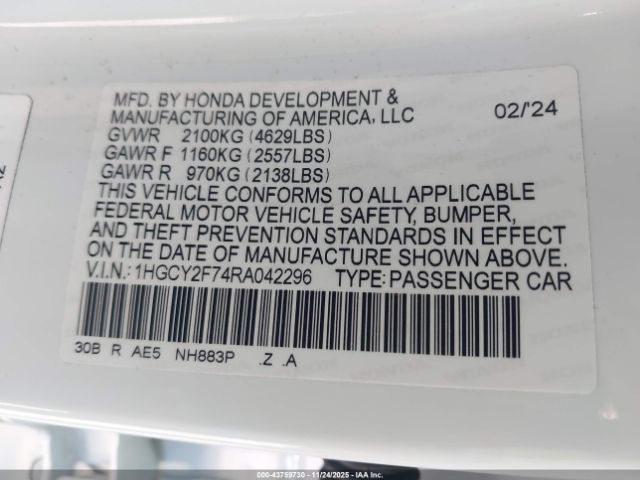 MFD. BY HONDA DEVELOPMENT &
MANUFACTURING OF AMERICA, LLC 02/'24
GVWR 2100KG (4629LBS)
GAWR F 1160KG (2557LBS)
GAWR R 970KG (2138LBS)
THIS VEHICLE CONFORMS TO ALL APPLICABLE
FEDERAL MOTOR VEHICLE SAFETY, BUMPER,
AND THEFT PREVENTION STANDARDS IN EFFECT
ON THE DATE OF MANUFACTURE SHOWN ABOVE.
V.I.N.: 1HGCY2F74RA042296 TYPE: PASSENGER CAR
30B R AE5 NH883P .Z .A
000-43759730 - 11/24/2025 - IAA Inc.